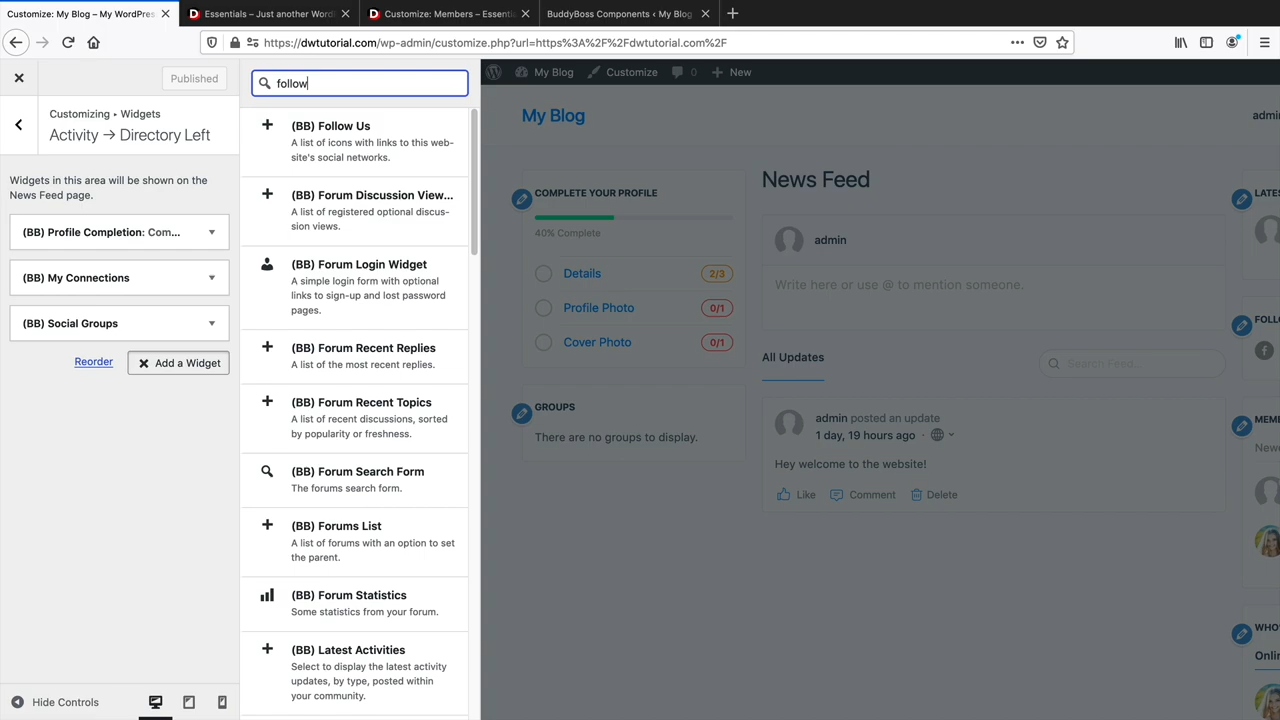 Customize: My Blog – My WordPres
Essentials – Just another Word
Customize: Members – Essenti
BuddyBoss Components ‹ My Blog
https://dwtutorial.com/wp-admin/customize.php?url=https%3A%2F%2Fdwtutorial.com%2F
Published
Customizing ▸ Widgets
Activity → Directory Left
Widgets in this area will be shown on the
News Feed page.
(BB) Profile Completion: Com...
(BB) My Connections
(BB) Social Groups
Reorder
Add a Widget
Hide Controls
follow
(BB) Follow Us
A list of icons with links to this web-
site's social networks.
(BB) Forum Discussion View...
A list of registered optional discus-
sion views.
(BB) Forum Login Widget
A simple login form with optional
links to sign-up and lost password
pages.
(BB) Forum Recent Replies
A list of the most recent replies.
(BB) Forum Recent Topics
A list of recent discussions, sorted
by popularity or freshness.
(BB) Forum Search Form
The forums search form.
(BB) Forums List
A list of forums with an option to set
the parent.
(BB) Forum Statistics
Some statistics from your forum.
(BB) Latest Activities
Select to display the latest activity
updates, by type, posted within
your community.
My Blog
Customize
0
New
My Blog
admi
COMPLETE YOUR PROFILE
40% Complete
Details 2/3
Profile Photo 0/1
Cover Photo 0/1
GROUPS
There are no groups to display.
News Feed
admin
Write here or use @ to mention someone.
All Updates
Search Feed...
admin posted an update
1 day, 19 hours ago
Hey welcome to the website!
Like
Comment
Delete
LATES
FOLL
MEME
Newe
WHO'
Onlin